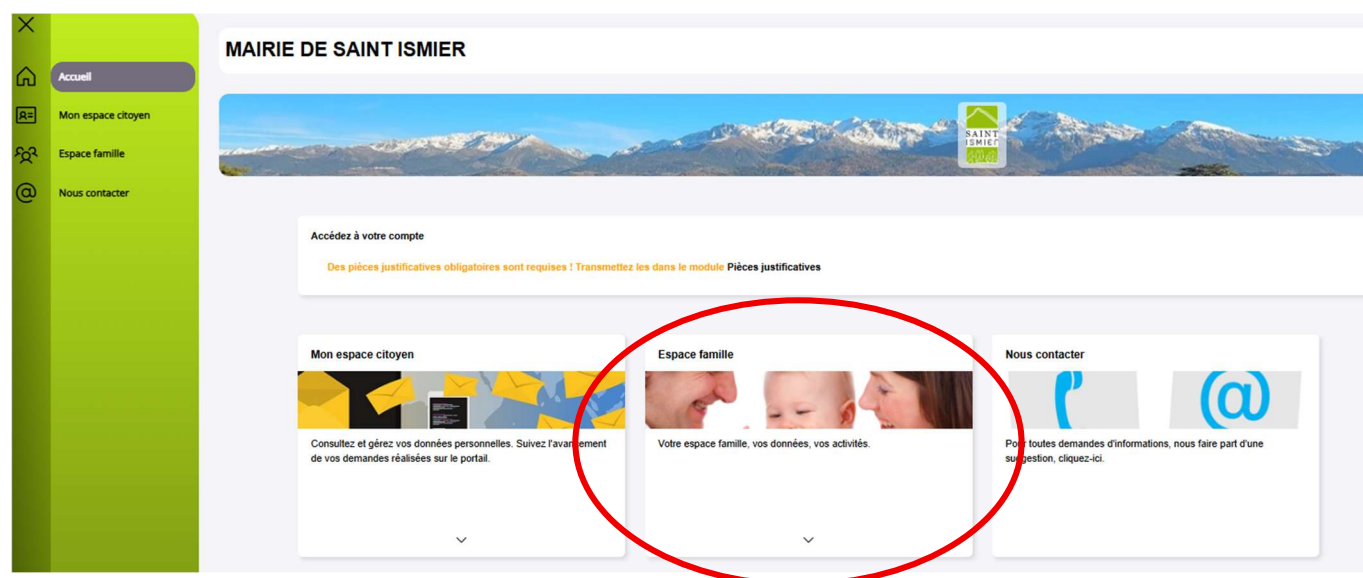 MAIRIE DE SAINT ISMIER
Accueil
Mon espace citoyen
Espace famille
Nous contacter
SAINT
ISMIER
Accédez à votre compte
Des pièces justificatives obligatoires sont requises ! Transmettez les dans le module Pièces justificatives
Mon espace citoyen
Consultez et gérez vos données personnelles. Suivez l'avancement
de vos demandes réalisées sur le portail.
Espace famille
Votre espace famille, vos données, vos activités.
Nous contacter
@
Pour toutes demandes d'informations, nous faire part d'une
suggestion, cliquez-ici.